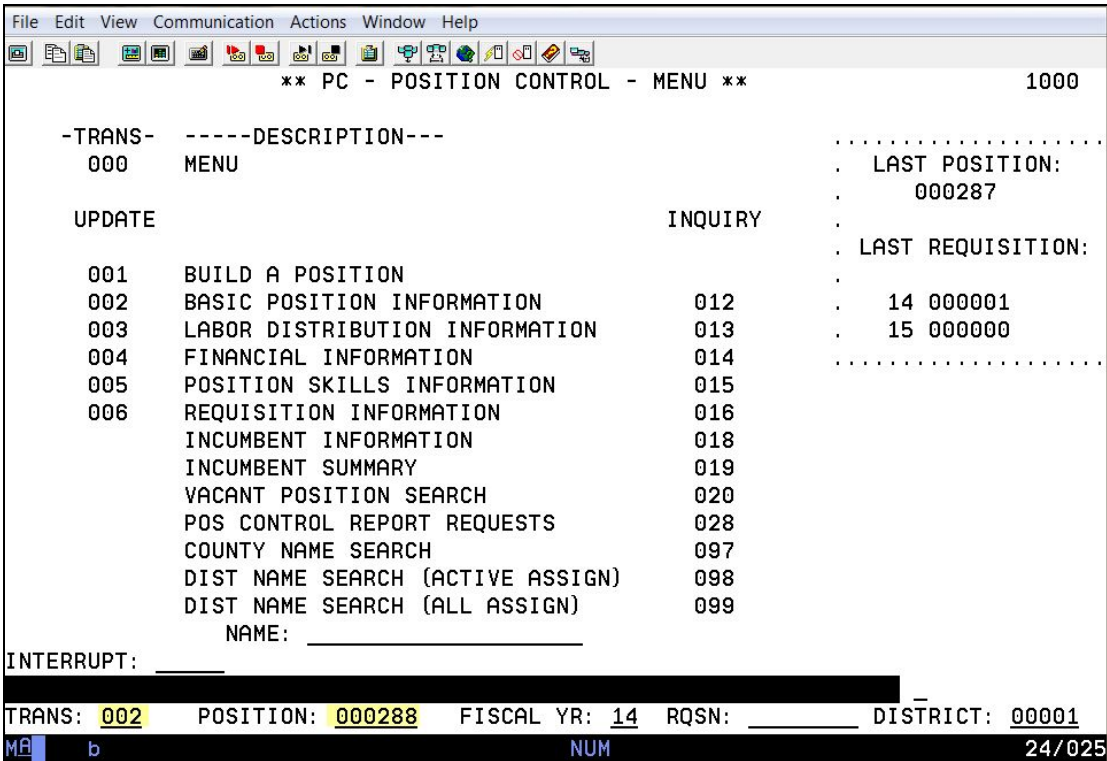 File Edit View Communication Actions Window Help
** PC - POSITION CONTROL - MENU ** 1000
-TRANS- -----DESCRIPTION---
000 MENU . LAST POSITION:
. 000287
UPDATE INQUIRY .
. LAST REQUISITION:
001 BUILD A POSITION .
002 BASIC POSITION INFORMATION 012 . 14 000001
003 LABOR DISTRIBUTION INFORMATION 013 . 15 000000
004 FINANCIAL INFORMATION 014 ....................
005 POSITION SKILLS INFORMATION 015
006 REQUISITION INFORMATION 016
INCUMBENT INFORMATION 018
INCUMBENT SUMMARY 019
VACANT POSITION SEARCH 020
POS CONTROL REPORT REQUESTS 028
COUNTY NAME SEARCH 097
DIST NAME SEARCH (ACTIVE ASSIGN) 098
DIST NAME SEARCH (ALL ASSIGN) 099
NAME: ____________________
INTERRUPT: _____
TRANS: 002 POSITION: 000288 FISCAL YR: 14 RQSN: ________ DISTRICT: 00001
MA b NUM 24/025